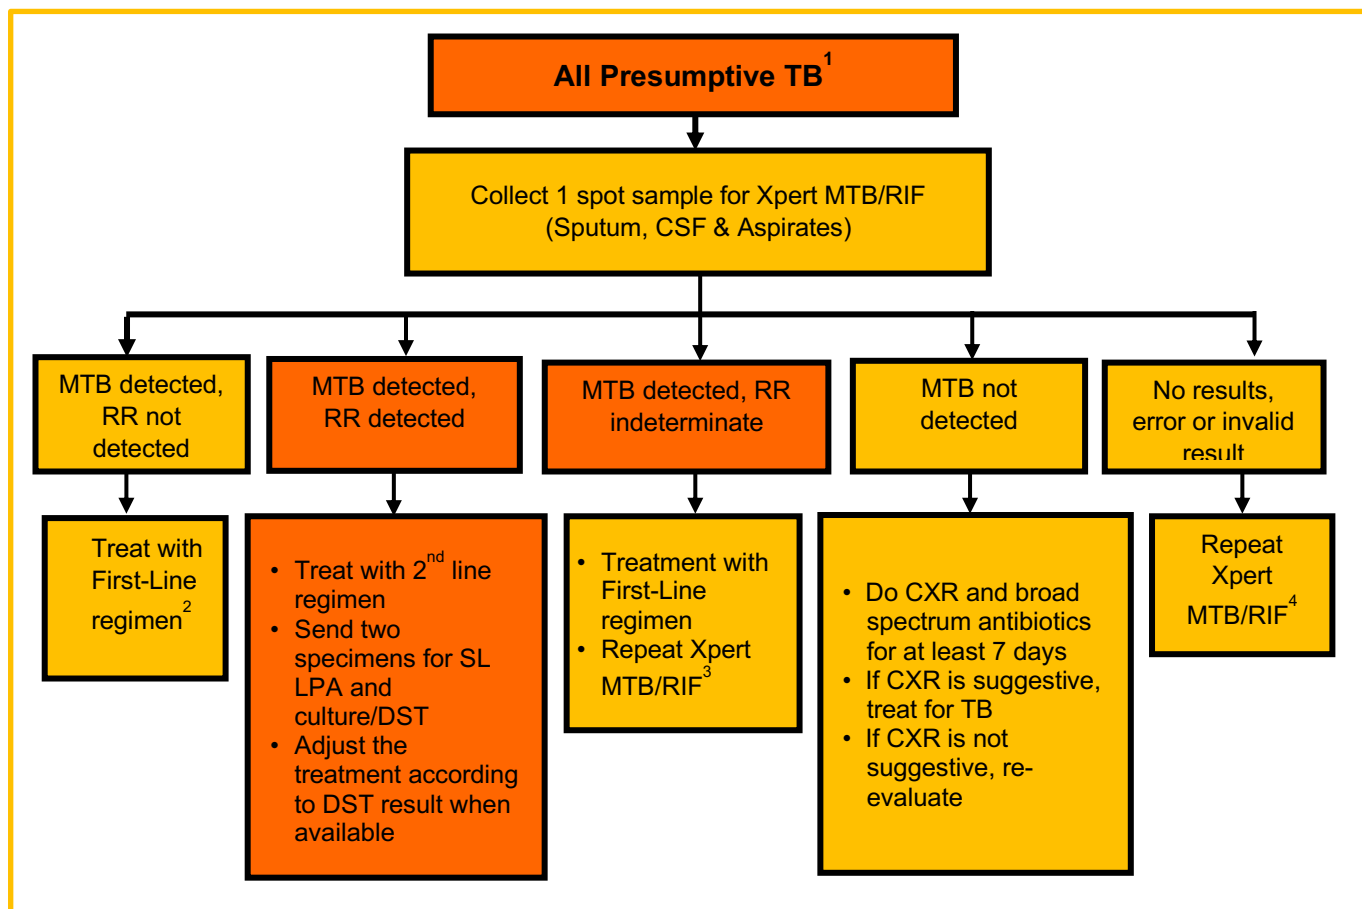 All Presumptive TB1
Collect 1 spot sample for Xpert MTB/RIF
(Sputum, CSF & Aspirates)
MTB detected,
RR not
detected
MTB detected,
RR detected
MTB detected, RR
indeterminate
MTB not
detected
No results,
error or invalid
result
Treat with
First-Line
regimen2
• Treat with 2nd line
regimen
• Send two
specimens for SL
LPA and
culture/DST
• Adjust the
treatment according
to DST result when
available
• Treatment with
First-Line
regimen
• Repeat Xpert
MTB/RIF3
• Do CXR and broad
spectrum antibiotics
for at least 7 days
• If CXR is suggestive,
treat for TB
• If CXR is not
suggestive, re-
evaluate
Repeat
Xpert
MTB/RIF4